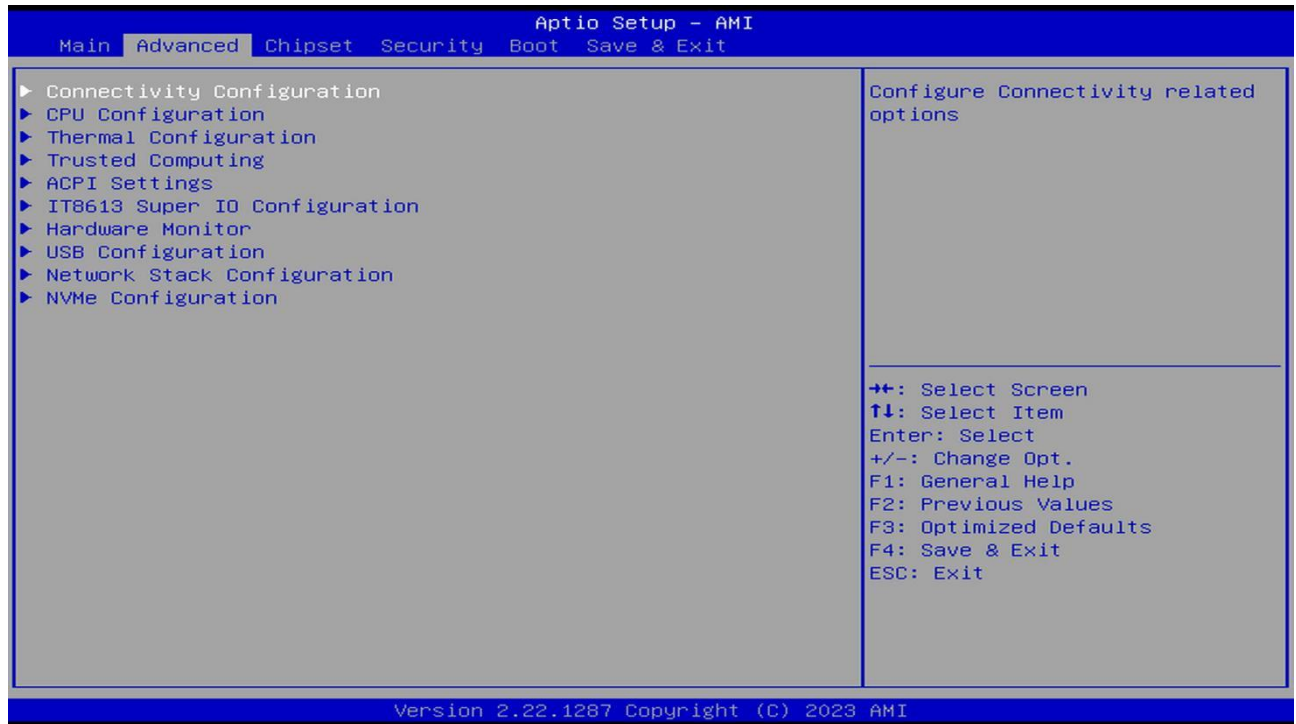 Aptio Setup – AMI
Main Advanced Chipset Security Boot Save & Exit
▶ Connectivity Configuration
▶ CPU Configuration
▶ Thermal Configuration
▶ Trusted Computing
▶ ACPI Settings
▶ IT8613 Super IO Configuration
▶ Hardware Monitor
▶ USB Configuration
▶ Network Stack Configuration
▶ NVMe Configuration
Configure Connectivity related
options
→←: Select Screen
↑↓: Select Item
Enter: Select
+/-: Change Opt.
F1: General Help
F2: Previous Values
F3: Optimized Defaults
F4: Save & Exit
ESC: Exit
Version 2.22.1287 Copyright (C) 2023 AMI